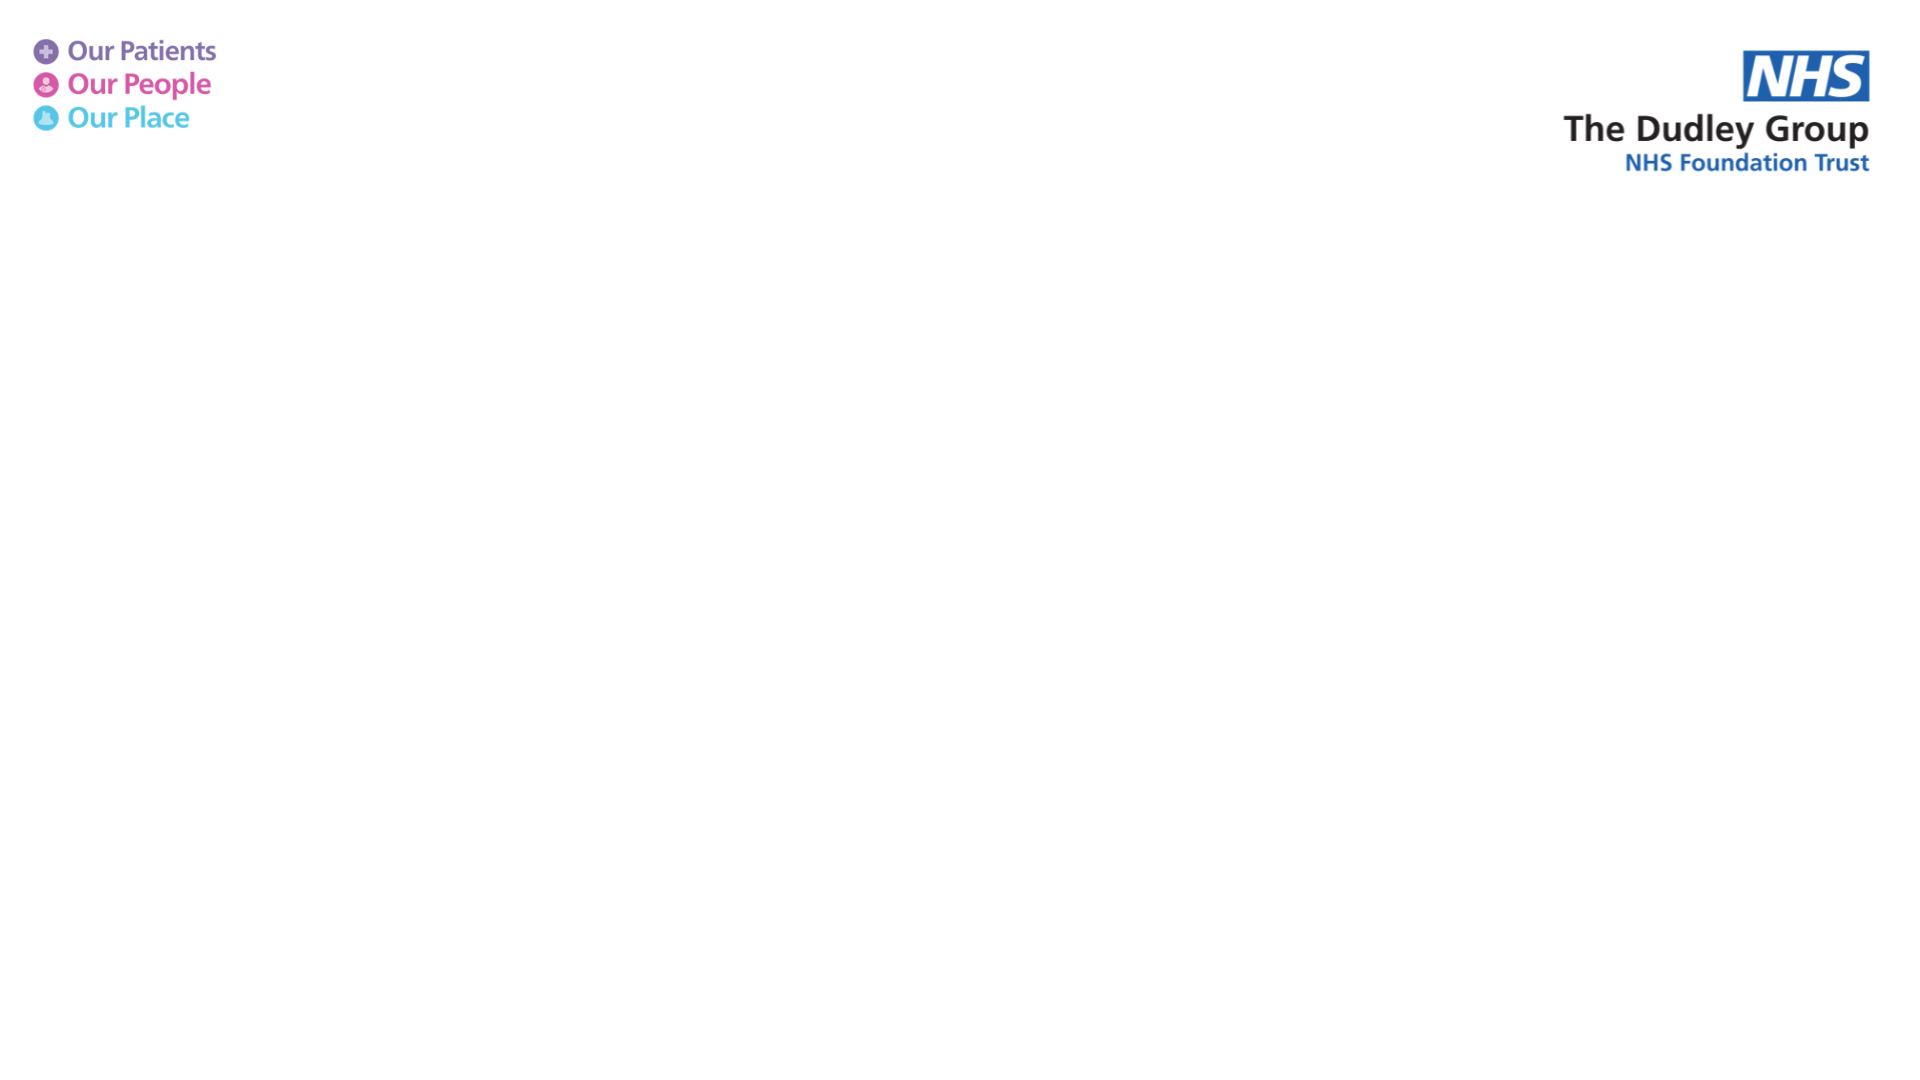 Our Patients
Our People
Our Place
NHS
The Dudley Group
NHS Foundation Trust